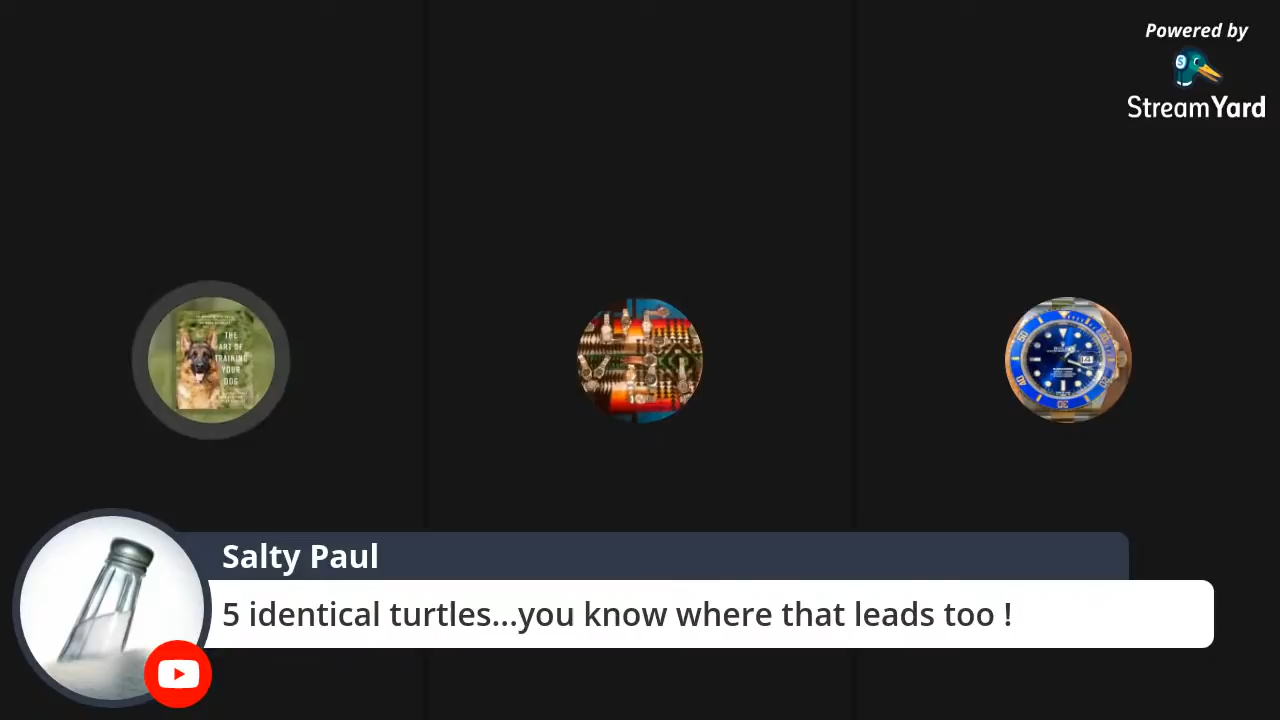 Powered by
StreamYard
THE
ART OF
TRAINING
YOUR
DOG
Salty Paul
5 identical turtles...you know where that leads too !